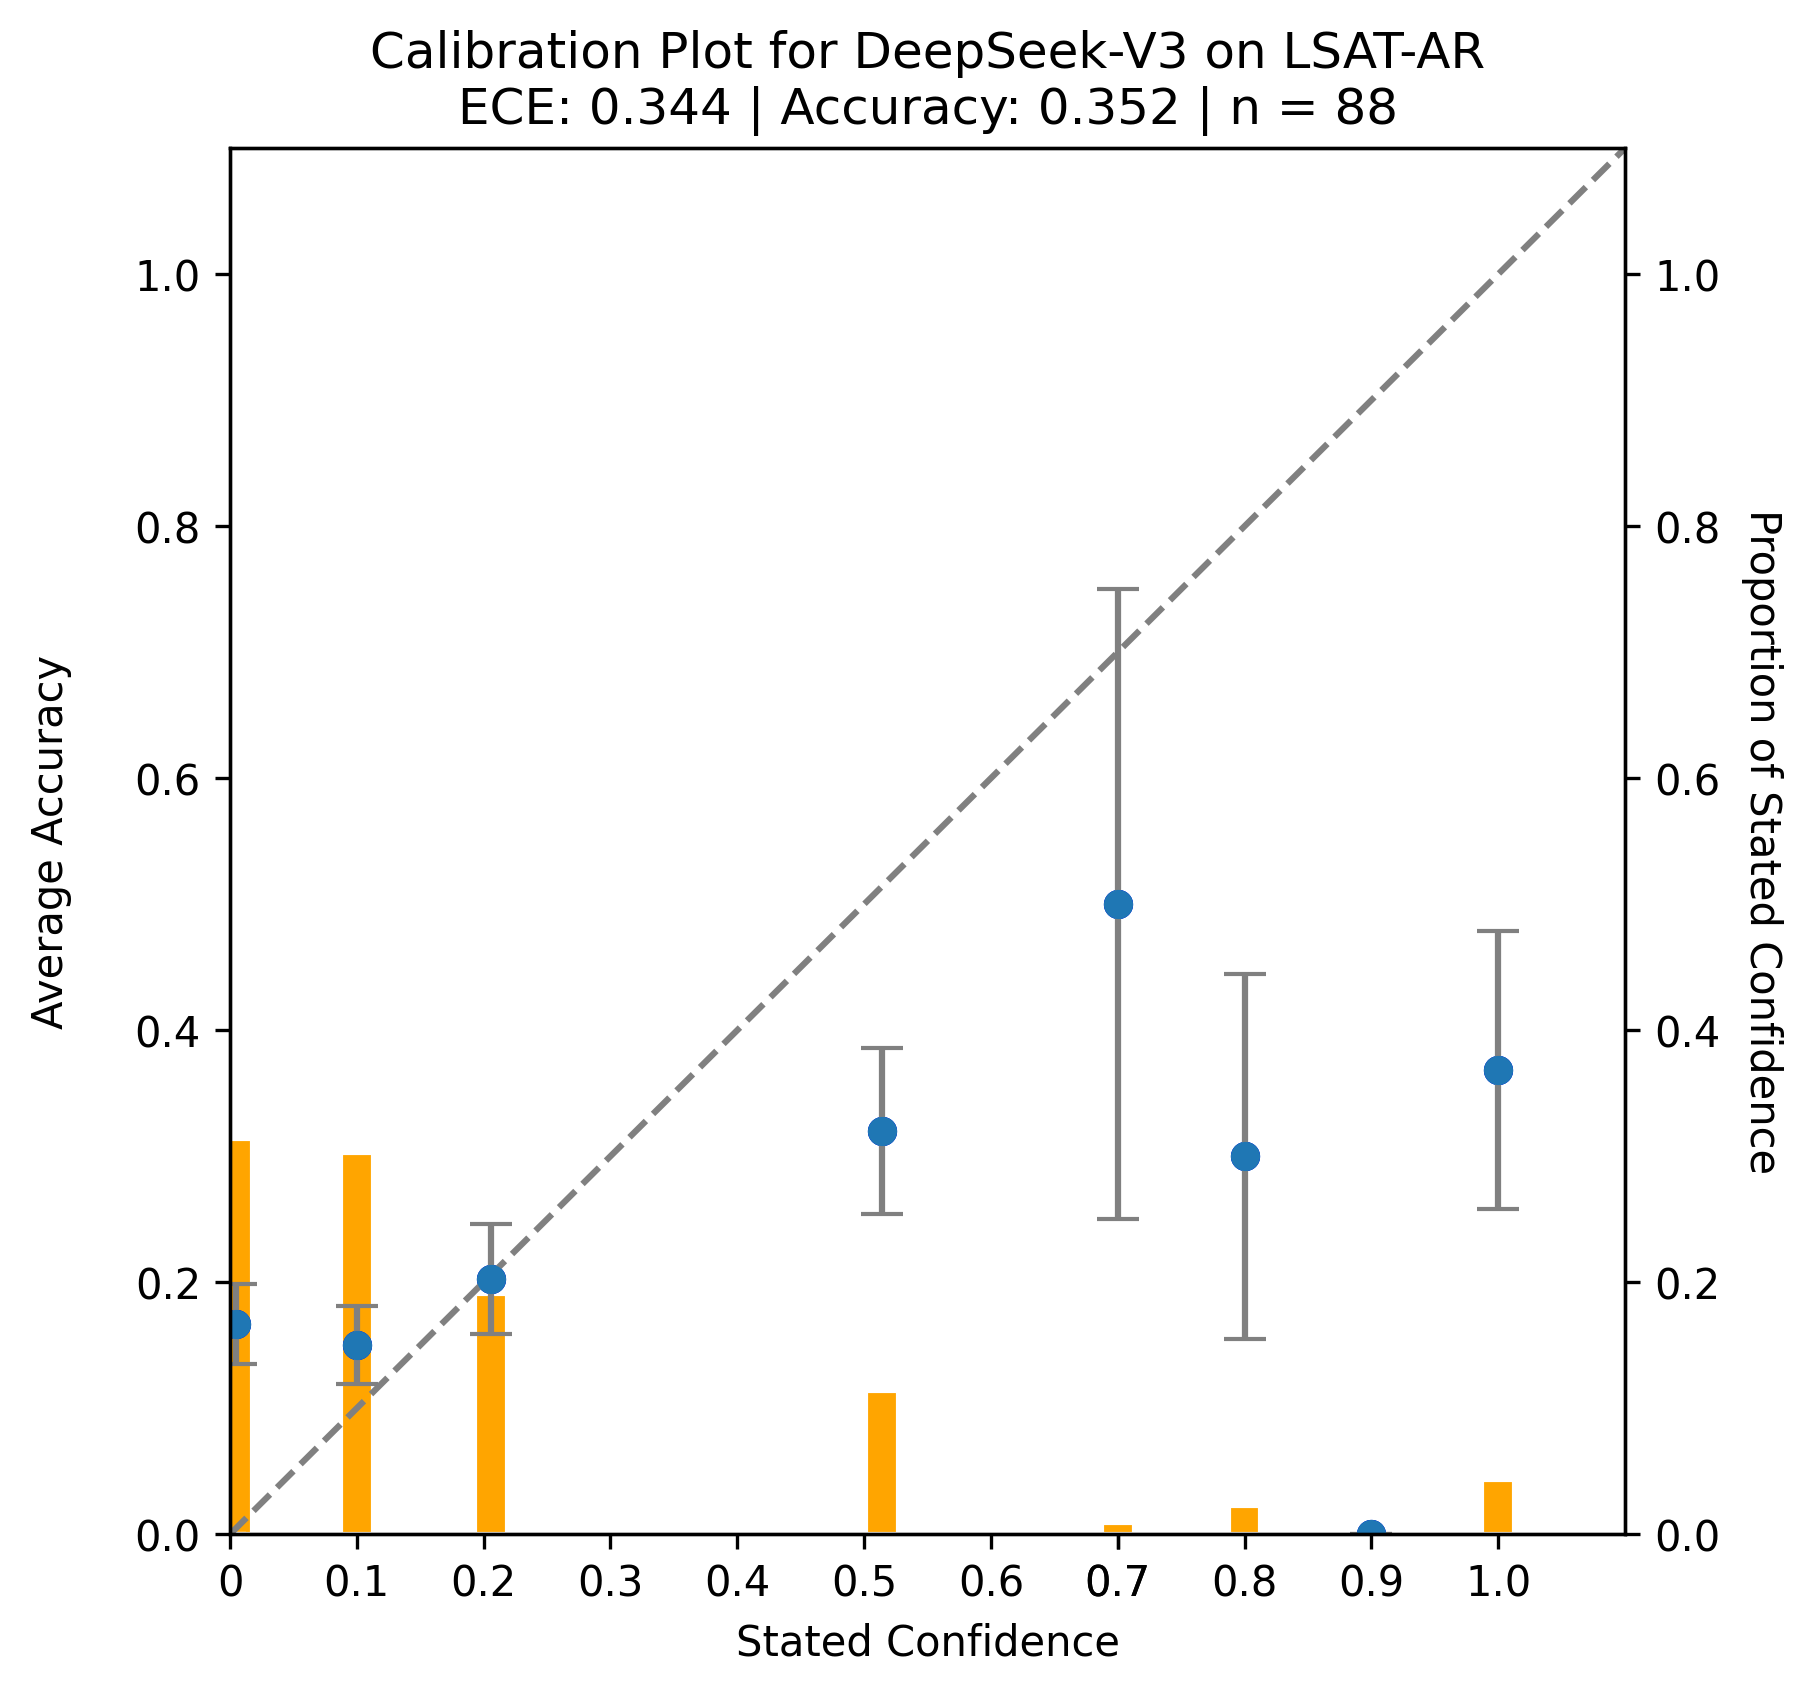 Calibration Plot for DeepSeek-V3 on LSAT-AR
ECE: 0.344 | Accuracy: 0.352 | n = 88
1.0
0.8
0.6
0.4
0.2
0.0
Average Accuracy
1.0
0.8
0.6
0.4
0.2
0.0
Proportion of Stated Confidence
0 0.1 0.2 0.3 0.4 0.5 0.6 0.7 0.8 0.9 1.0
Stated Confidence